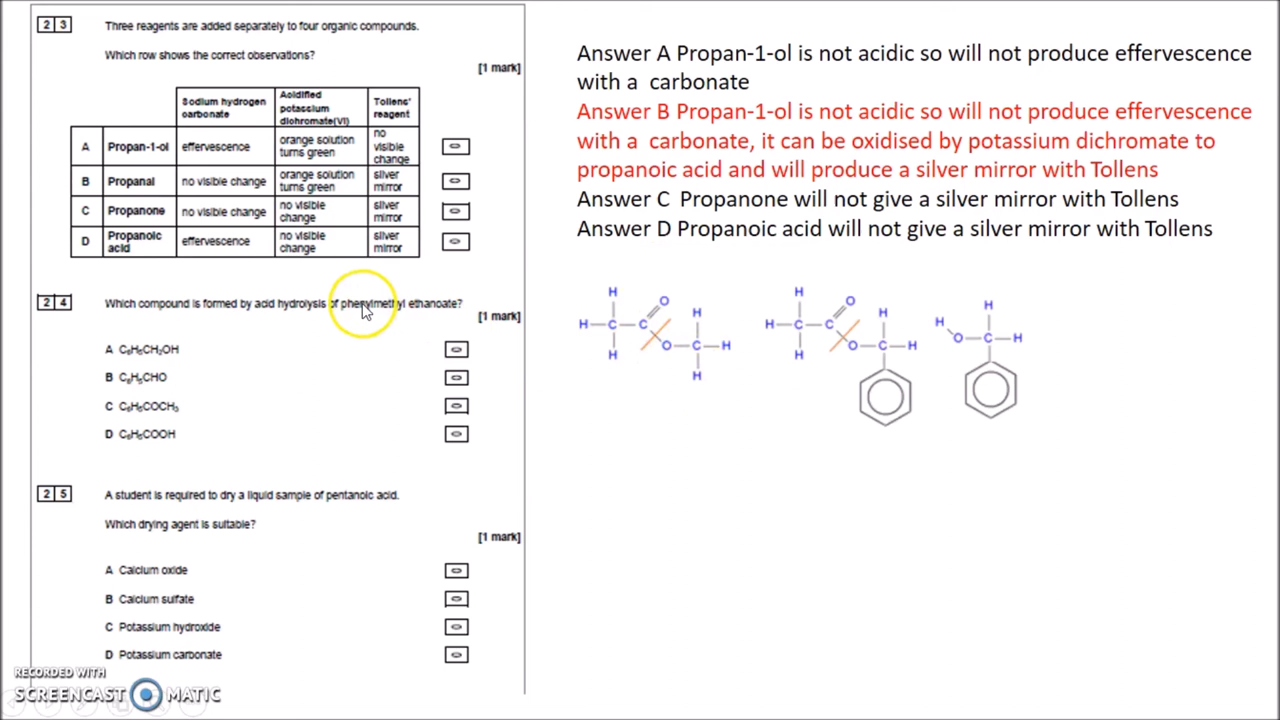 2 3 Three reagents are added separately to four organic compounds.
Which row shows the correct observations?
[1 mark]
Sodium hydrogen carbonate
Acidified potassium dichromate(VI)
Tollens' reagent
A Propan-1-ol effervescence orange solution turns green no visible change
B Propanal no visible change orange solution turns green silver mirror
C Propanone no visible change no visible change silver mirror
D Propanoic acid effervescence no visible change silver mirror
2 4 Which compound is formed by acid hydrolysis of phenylmethyl ethanoate?
[1 mark]
A C₆H₅CH₂OH
B C₆H₅CHO
C C₆H₅COCH₃
D C₆H₅COOH
2 5 A student is required to dry a liquid sample of pentanoic acid.
Which drying agent is suitable?
[1 mark]
A Calcium oxide
B Calcium sulfate
C Potassium hydroxide
D Potassium carbonate
Answer A Propan-1-ol is not acidic so will not produce effervescence
with a carbonate
Answer B Propan-1-ol is not acidic so will not produce effervescence
with a carbonate, it can be oxidised by potassium dichromate to
propanoic acid and will produce a silver mirror with Tollens
Answer C Propanone will not give a silver mirror with Tollens
Answer D Propanoic acid will not give a silver mirror with Tollens
H O H
H C C
H O C H
H
H O H
H C C
H O C H
H H
O C H
RECORDED WITH
SCREENCAST MATIC